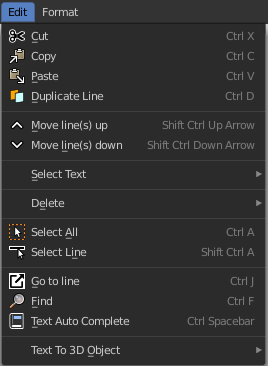 Edit Format
Cut Ctrl X
Copy Ctrl C
Paste Ctrl V
Duplicate Line Ctrl D
Move line(s) up Shift Ctrl Up Arrow
Move line(s) down Shift Ctrl Down Arrow
Select Text
Delete
Select All Ctrl A
Select Line Shift Ctrl A
Go to line Ctrl J
Find Ctrl F
Text Auto Complete Ctrl Spacebar
Text To 3D Object